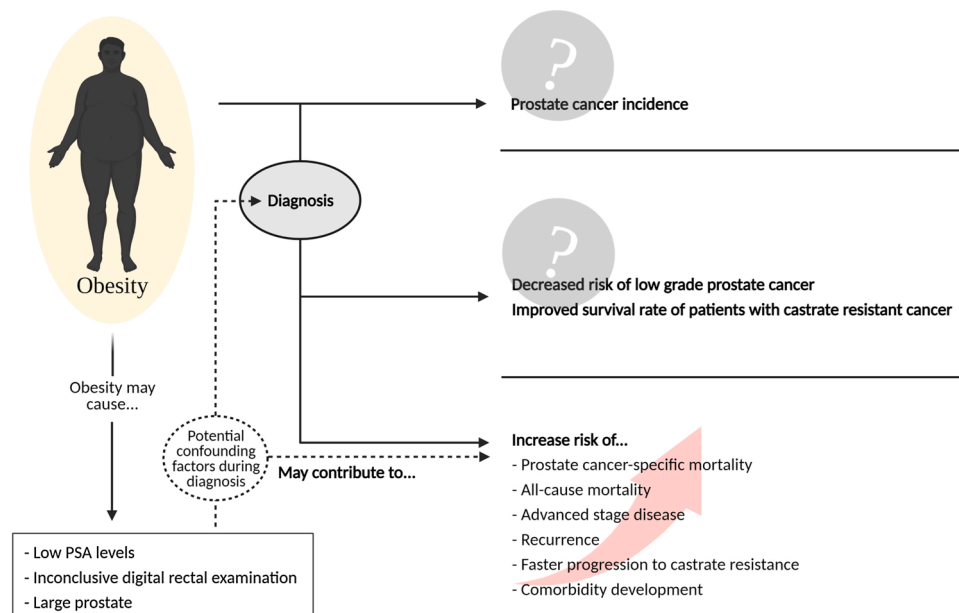 ?
Prostate cancer incidence
Diagnosis
?
Decreased risk of low grade prostate cancer
Improved survival rate of patients with castrate resistant cancer
Obesity
Obesity may
cause...
Potential
confounding
factors during
diagnosis
May contribute to...
Increase risk of...
- Prostate cancer-specific mortality
- All-cause mortality
- Advanced stage disease
- Recurrence
- Faster progression to castrate resistance
- Comorbidity development
- Low PSA levels
- Inconclusive digital rectal examination
- Large prostate